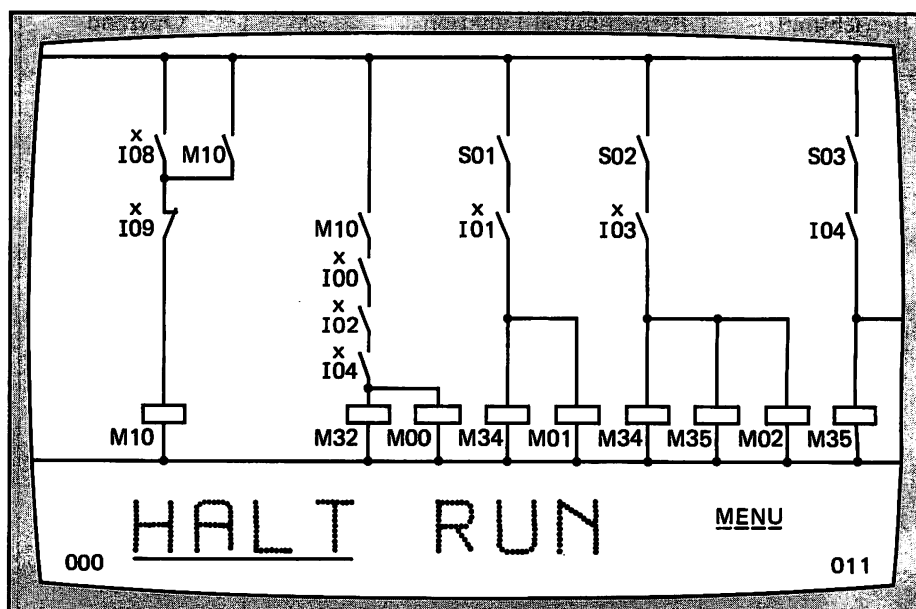 x x x
I08 M10 S01 S02 S03
x x x
I09 M10 I01 I03 I04
x
I00
x
I02
x
I04
M10 M32 M00 M34 M01 M34 M35 M02 M35
HALT RUN MENU
000 011